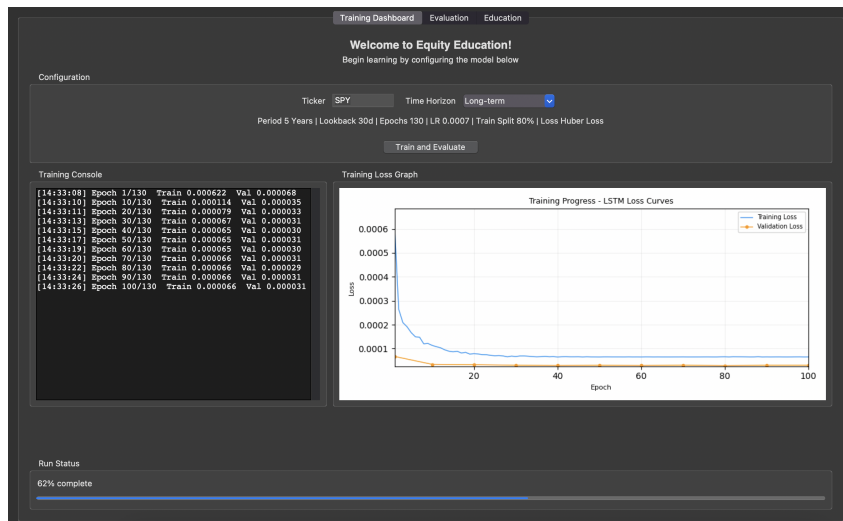 Training Dashboard Evaluation Education
Welcome to Equity Education!
Begin learning by configuring the model below
Configuration
Ticker SPY Time Horizon Long-term
Period 5 Years | Lookback 30d | Epochs 130 | LR 0.0007 | Train Split 80% | Loss Huber Loss
Train and Evaluate
Training Console
[14:33:08] Epoch 1/130 Train 0.000622 Val 0.000068
[14:33:10] Epoch 10/130 Train 0.000114 Val 0.000035
[14:33:11] Epoch 20/130 Train 0.000079 Val 0.000033
[14:33:13] Epoch 30/130 Train 0.000067 Val 0.000031
[14:33:15] Epoch 40/130 Train 0.000065 Val 0.000030
[14:33:17] Epoch 50/130 Train 0.000065 Val 0.000031
[14:33:19] Epoch 60/130 Train 0.000065 Val 0.000030
[14:33:20] Epoch 70/130 Train 0.000066 Val 0.000031
[14:33:22] Epoch 80/130 Train 0.000066 Val 0.000029
[14:33:24] Epoch 90/130 Train 0.000066 Val 0.000031
[14:33:26] Epoch 100/130 Train 0.000066 Val 0.000031
Training Loss Graph
Training Progress - LSTM Loss Curves
Training Loss
Validation Loss
0.0006
0.0005
0.0004
0.0003
0.0002
0.0001
Loss
20 40 60 80 100
Epoch
Run Status
62% complete